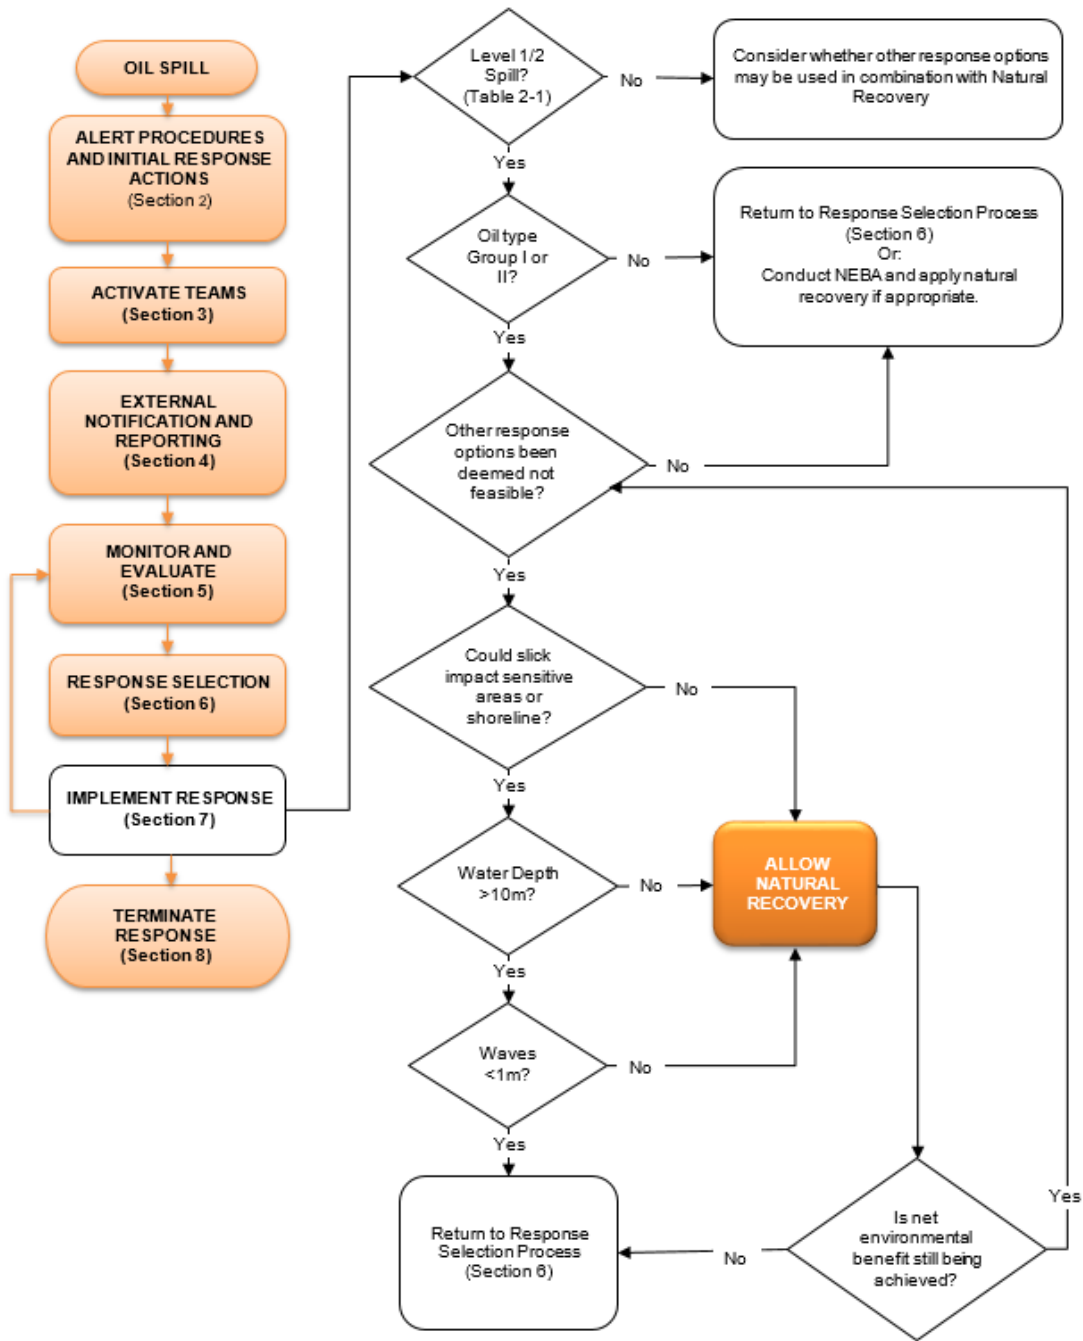 OIL SPILL
ALERT PROCEDURES
AND INITIAL RESPONSE
ACTIONS
(Section 2)
ACTIVATE TEAMS
(Section 3)
EXTERNAL
NOTIFICATION AND
REPORTING
(Section 4)
MONITOR AND
EVALUATE
(Section 5)
RESPONSE SELECTION
(Section 6)
IMPLEMENT RESPONSE
(Section 7)
TERMINATE
RESPONSE
(Section 8)
Level 1/2
Spill?
(Table 2-1)
No
Consider whether other response options
may be used in combination with Natural
Recovery
Yes
Oil type
Group I or
II?
No
Return to Response Selection Process
(Section 6)
Or:
Conduct NEBA and apply natural
recovery if appropriate.
Yes
Other response
options been
deemed not
feasible?
No
Yes
Could slick
impact sensitive
areas or
shoreline?
No
Yes
Water Depth
>10m?
No
ALLOW
NATURAL
RECOVERY
Yes
Waves
<1m?
No
Yes
Return to Response
Selection Process
(Section 6)
No
Is net
environmental
benefit still being
achieved?
Yes